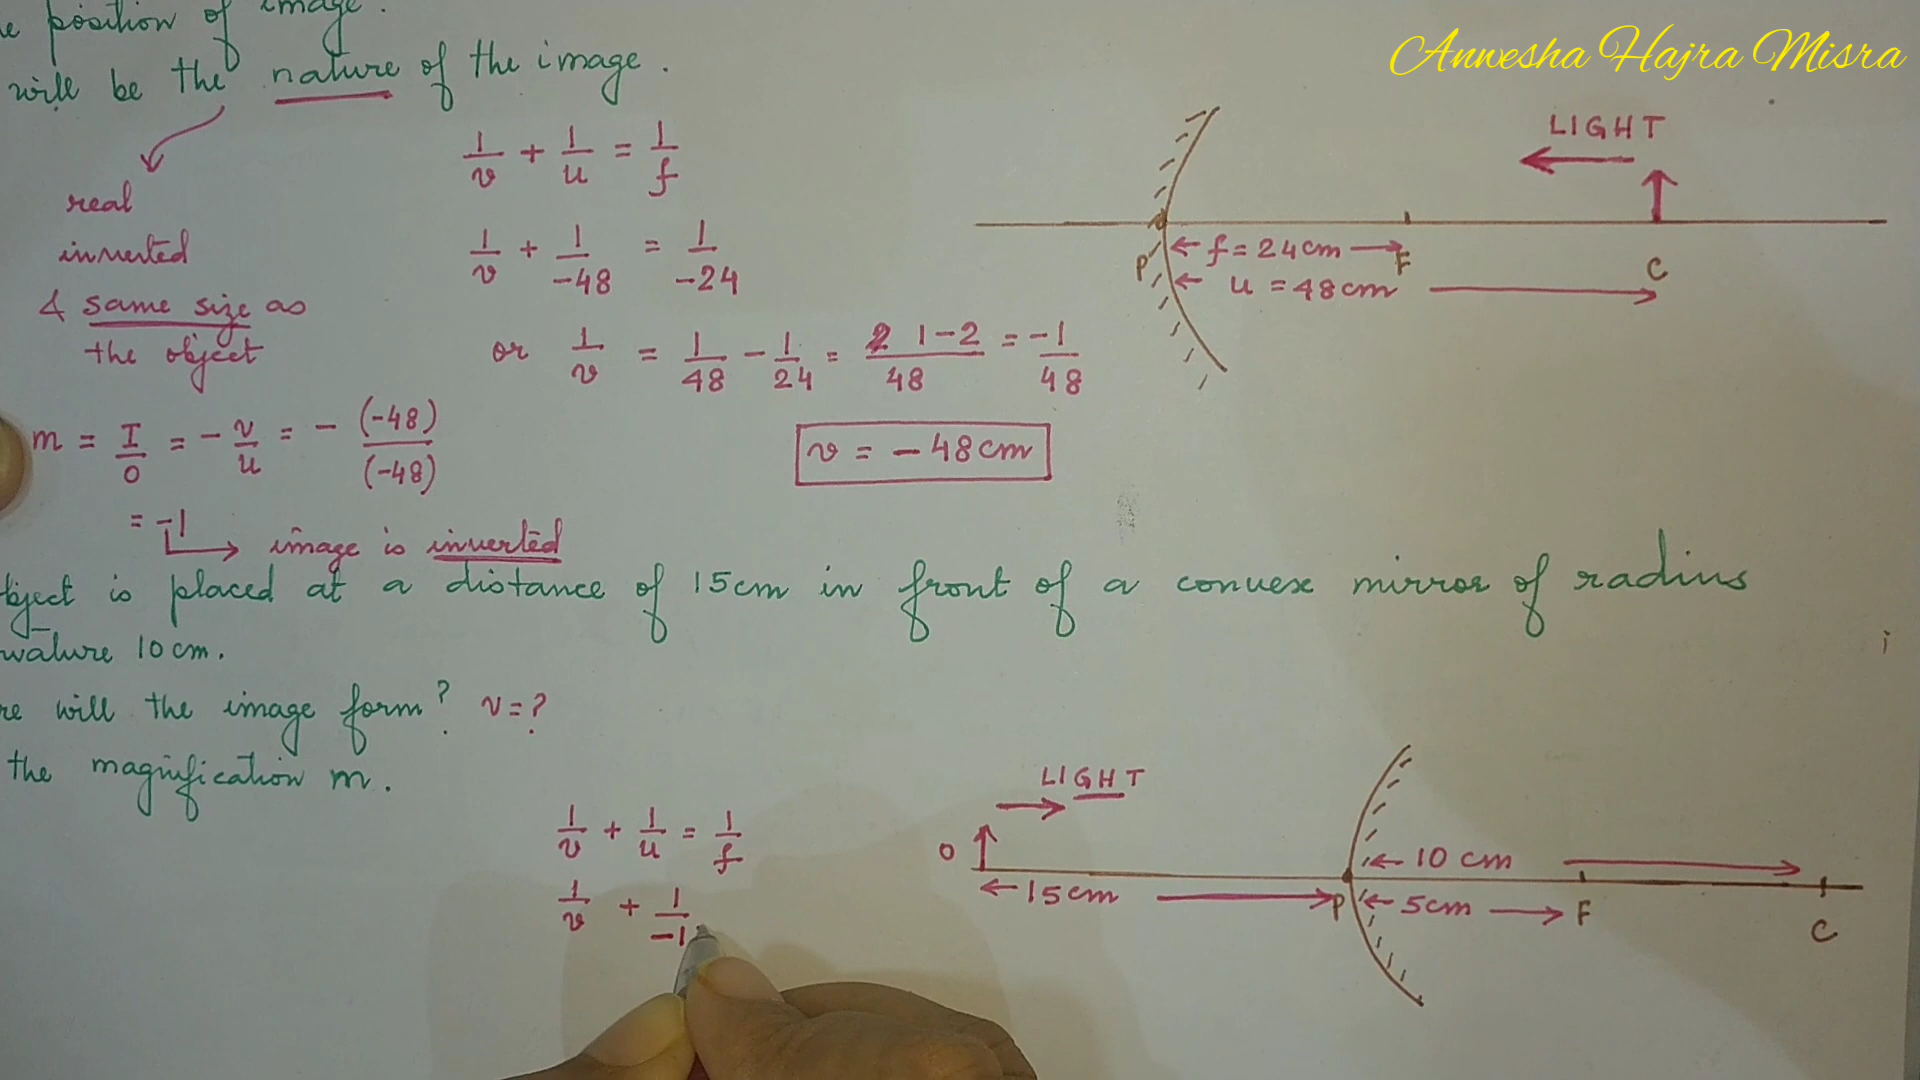 e position of image.
will be the nature of the image.
real
inverted
& same size as
the object
1/v + 1/u = 1/f
1/v + 1/-48 = 1/-24
or 1/v = 1/48 - 1/24 = 1-2/48 = -1/48
v = - 48cm
m = I/O = - v/u = - (-48)/(-48)
= -1
image is inverted
Anwesha Hajra Misra
LIGHT
P
f = 24cm
F
C
u = 48cm
bject is placed at a distance of 15cm in front of a convex mirror of radius
vature 10 cm.
re will the image form? v = ?
the magnification m.
1/v + 1/u = 1/f
1/v + 1/-1
LIGHT
O
10 cm
15cm
P
5cm
F
C